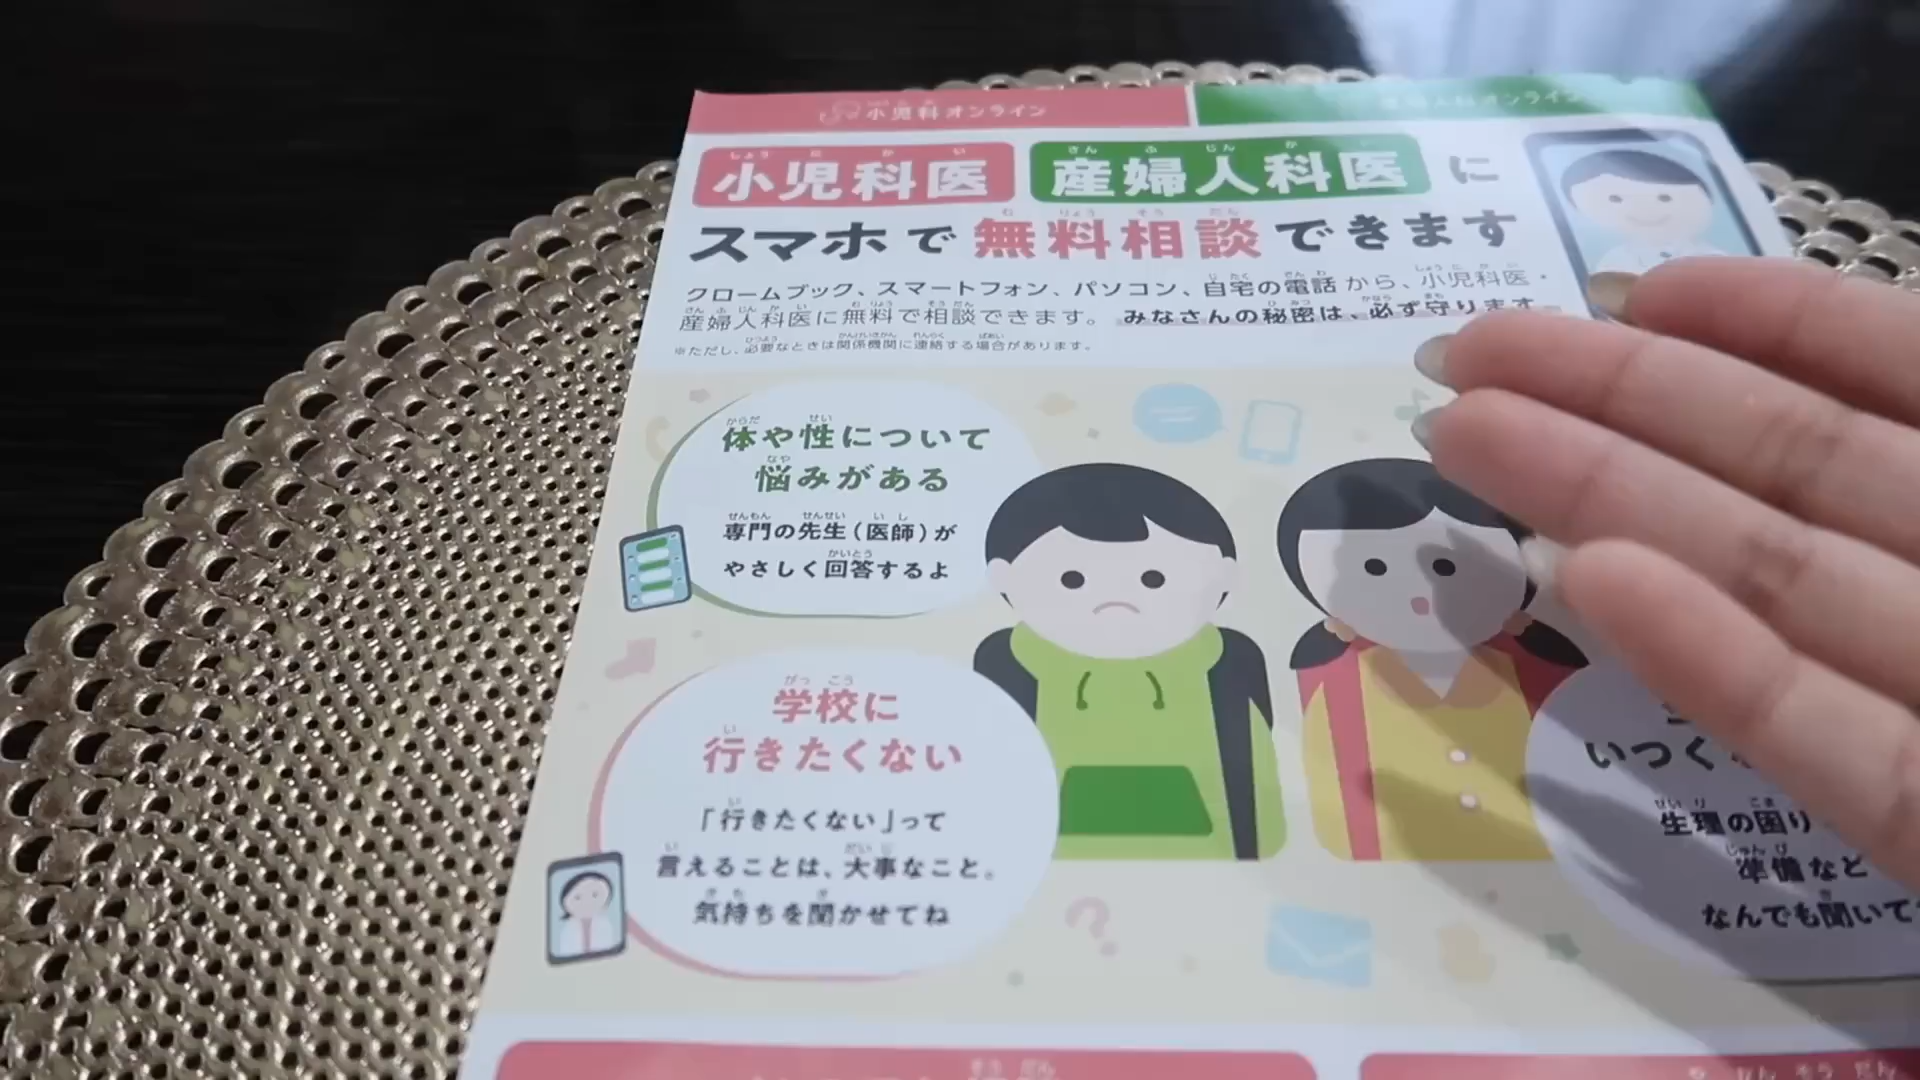 小児科オンライン
産婦人科オンライン
小児科医 産婦人科医 に
スマホで無料相談できます
クロームブック、スマートフォン、パソコン、自宅の電話から、小児科医・
産婦人科医に無料で相談できます。みなさんの秘密は、必ず守ります
※ただし、必要なときは関係機関に連絡する場合があります。
体や性について
悩みがある
専門の先生(医師)が
やさしく回答するよ
学校に
行きたくない
「行きたくない」って
言えることは、大事なこと。
気持ちを聞かせてね
いつく
生理の困り
準備など
なんでも聞いて